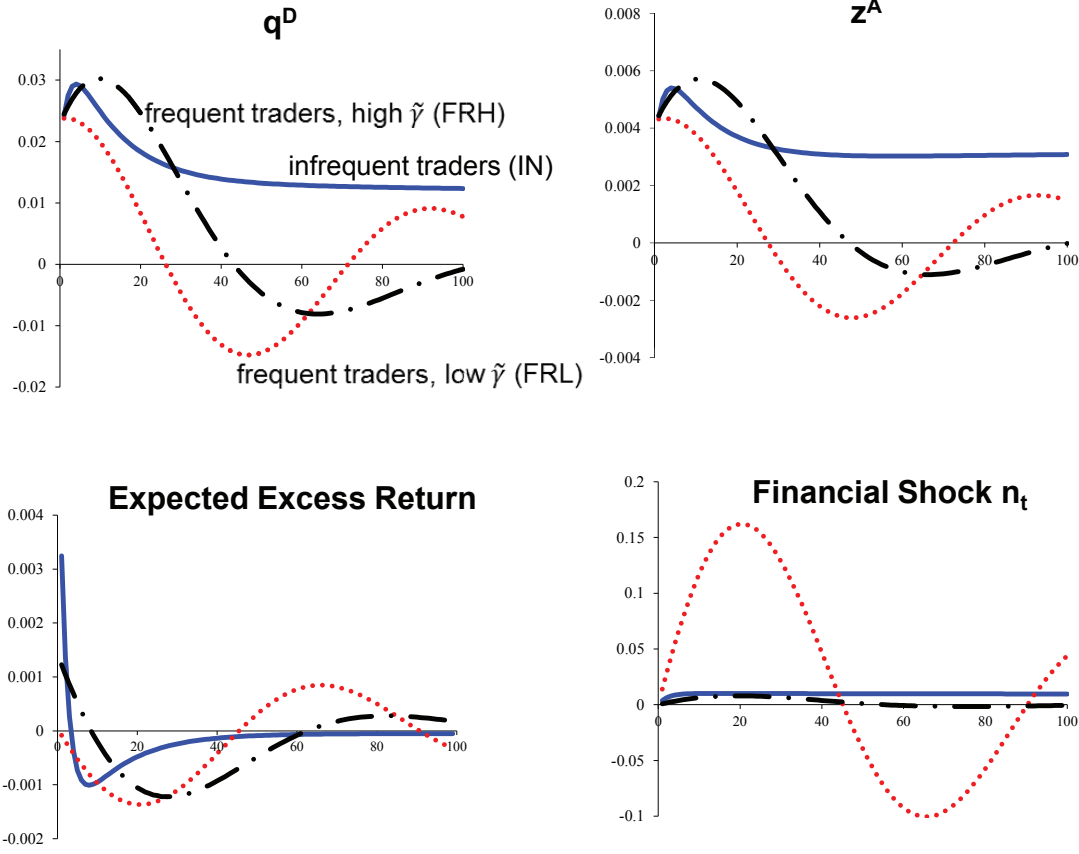 q^D
0.03
0.02
0.01
0
-0.01
-0.02
0 20 40 60 80 100
frequent traders, high γ̃ (FRH)
infrequent traders (IN)
frequent traders, low γ̃ (FRL)
z^A
0.008
0.006
0.004
0.002
0
-0.002
-0.004
0 20 40 60 80 100
Expected Excess Return
0.004
0.003
0.002
0.001
0
-0.001
-0.002
0 20 40 60 80 100
Financial Shock n_t
0.2
0.15
0.1
0.05
0
-0.05
-0.1
0 20 40 60 80 100